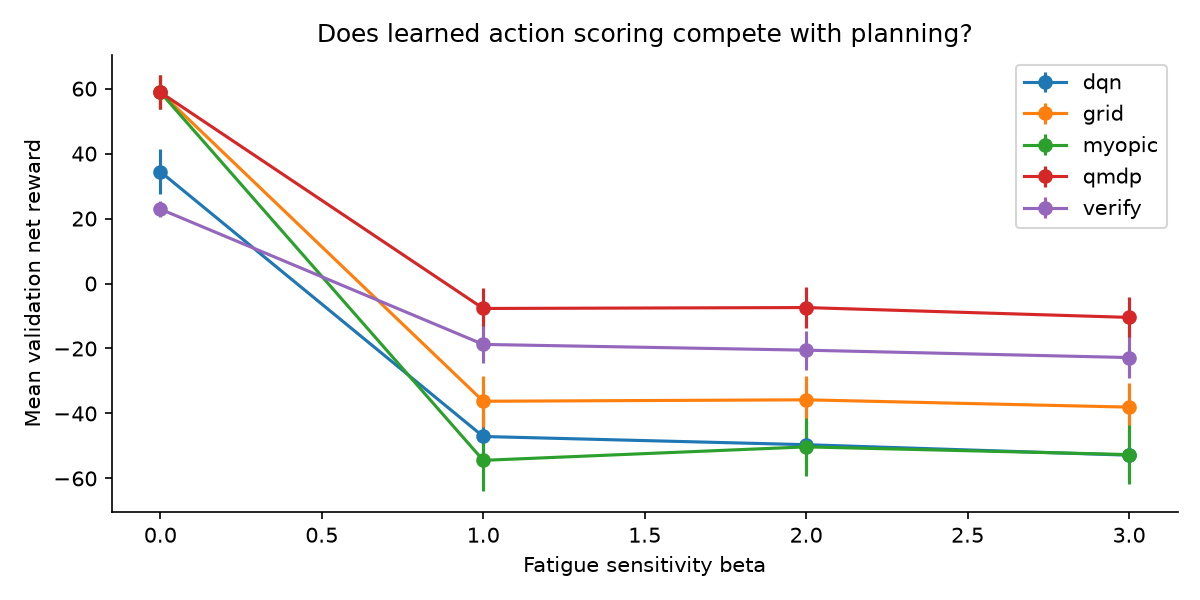 Does learned action scoring compete with planning?
Mean validation net reward
60
40
20
0
−20
−40
−60
dqn
grid
myopic
qmdp
verify
0.0 0.5 1.0 1.5 2.0 2.5 3.0
Fatigue sensitivity beta